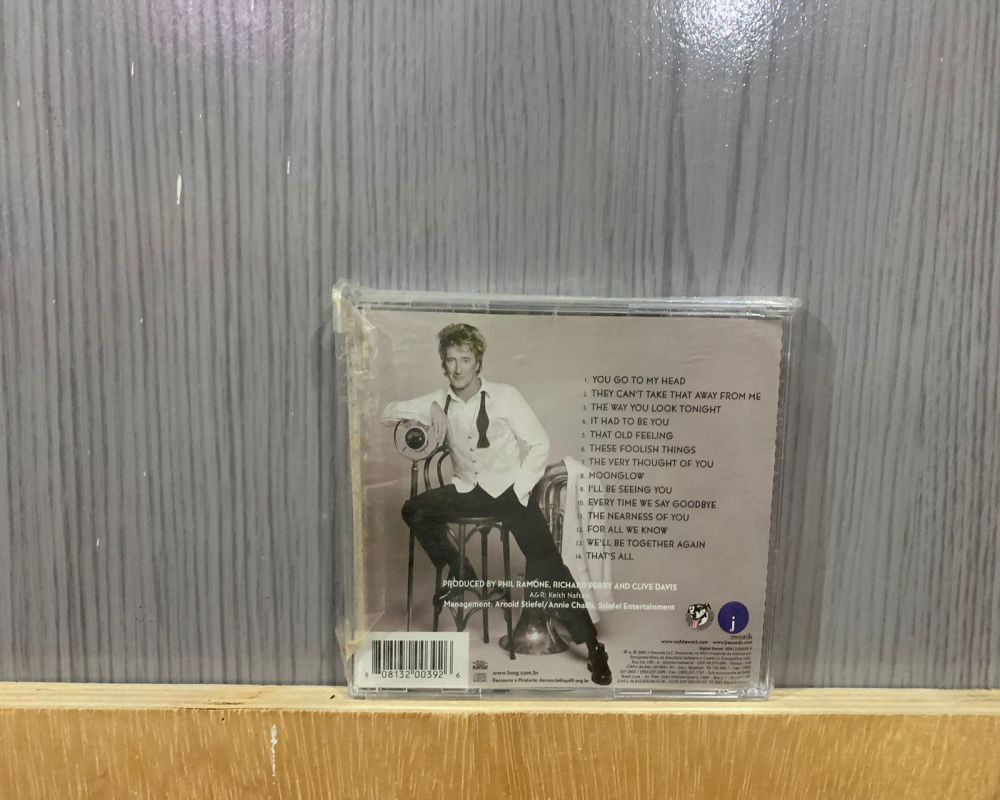 1. YOU GO TO MY HEAD
2. THEY CAN'T TAKE THAT AWAY FROM ME
3. THE WAY YOU LOOK TONIGHT
4. IT HAD TO BE YOU
5. THAT OLD FEELING
6. THESE FOOLISH THINGS
7. THE VERY THOUGHT OF YOU
8. MOONGLOW
9. I'LL BE SEEING YOU
10. EVERY TIME WE SAY GOODBYE
11. THE NEARNESS OF YOU
12. FOR ALL WE KNOW
13. WE'LL BE TOGETHER AGAIN
14. THAT'S ALL
PRODUCED BY PHIL RAMONE, RICHARD PERRY AND CLIVE DAVIS
A&R: Keith Naftaly
Management: Arnold Stiefel/Annie Challis, Stiefel Entertainment
j records
www.rodstewart.com www.jrecords.com
www.bmg.com.br
Denuncie a Pirataria:
08132 00392 6